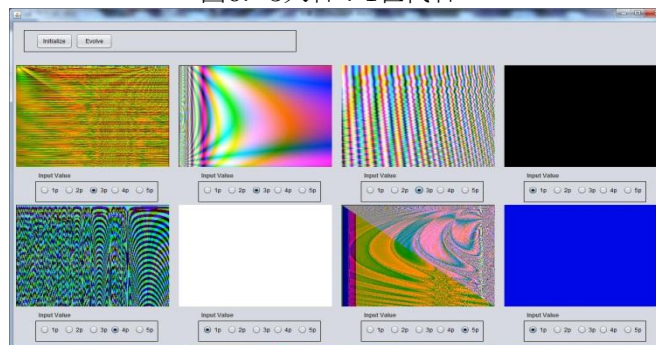 Initialize Evolve
Input Value Input Value Input Value Input Value
1p 2p 3p 4p 5p 1p 2p 3p 4p 5p 1p 2p 3p 4p 5p 1p 2p 3p 4p 5p
Input Value Input Value Input Value Input Value
1p 2p 3p 4p 5p 1p 2p 3p 4p 5p 1p 2p 3p 4p 5p 1p 2p 3p 4p 5p